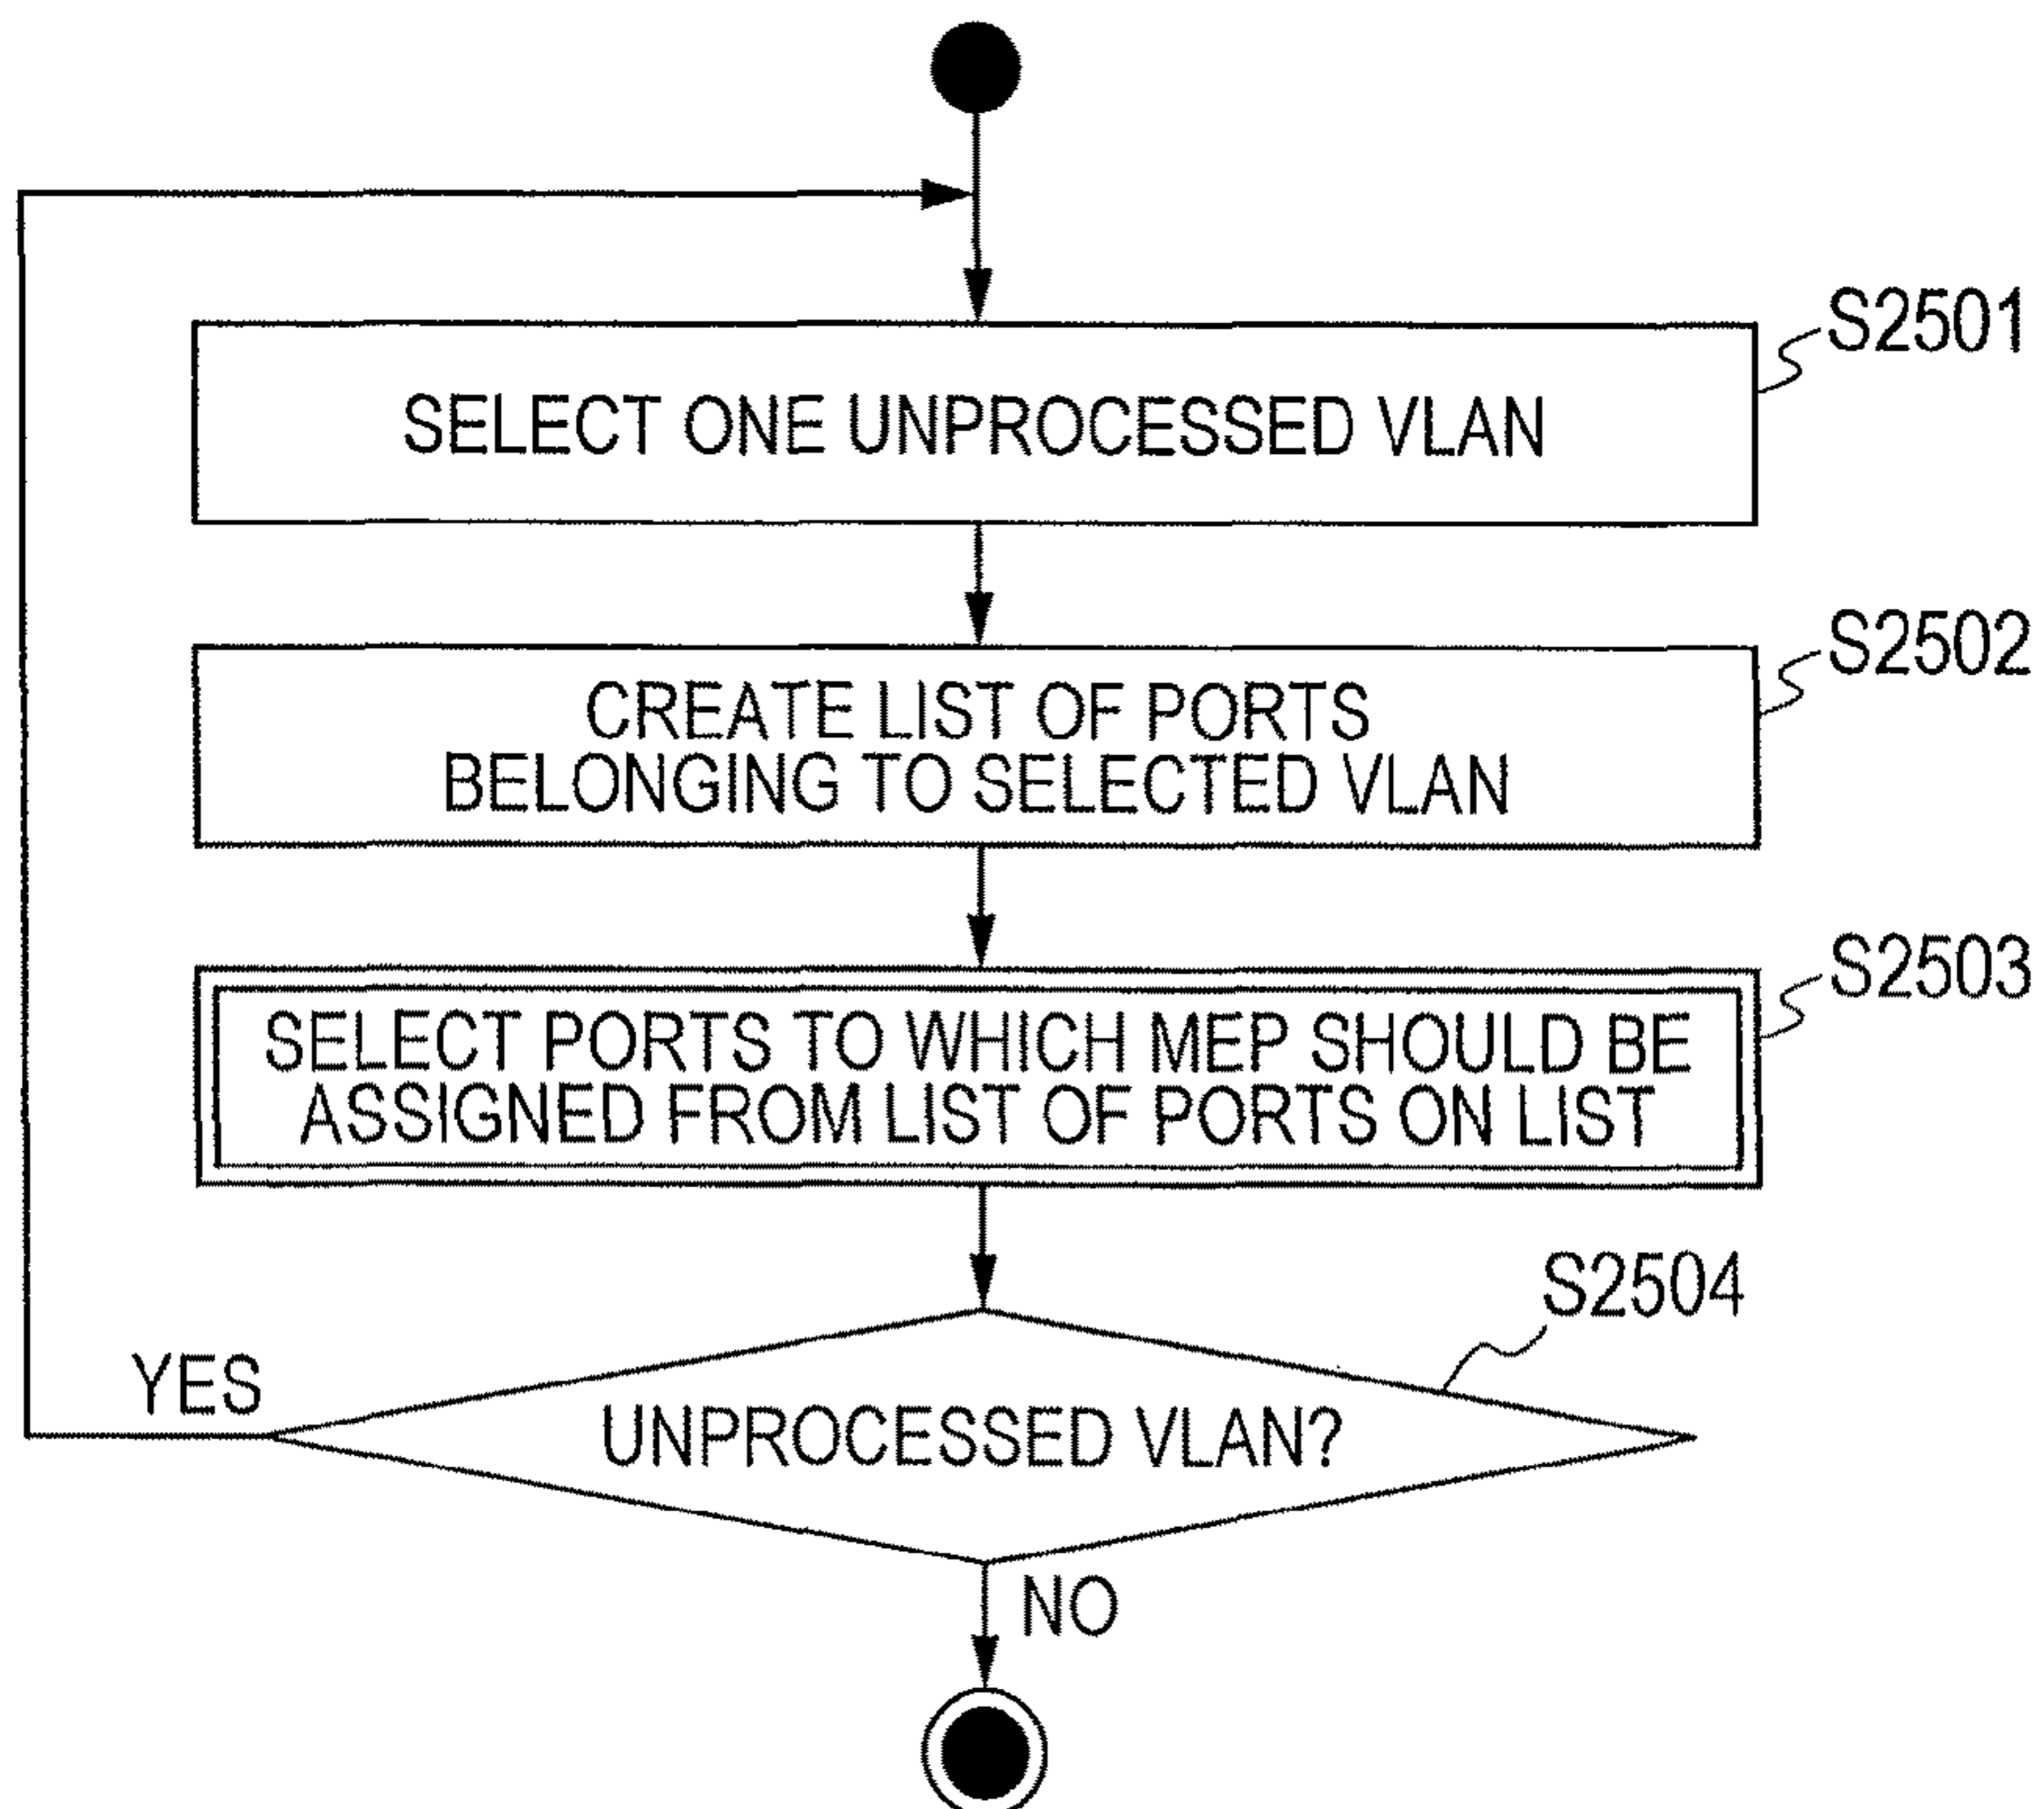 S2501
SELECT ONE UNPROCESSED VLAN
S2502
CREATE LIST OF PORTS
BELONGING TO SELECTED VLAN
S2503
SELECT PORTS TO WHICH MEP SHOULD BE
ASSIGNED FROM LIST OF PORTS ON LIST
S2504
YES
UNPROCESSED VLAN?
NO